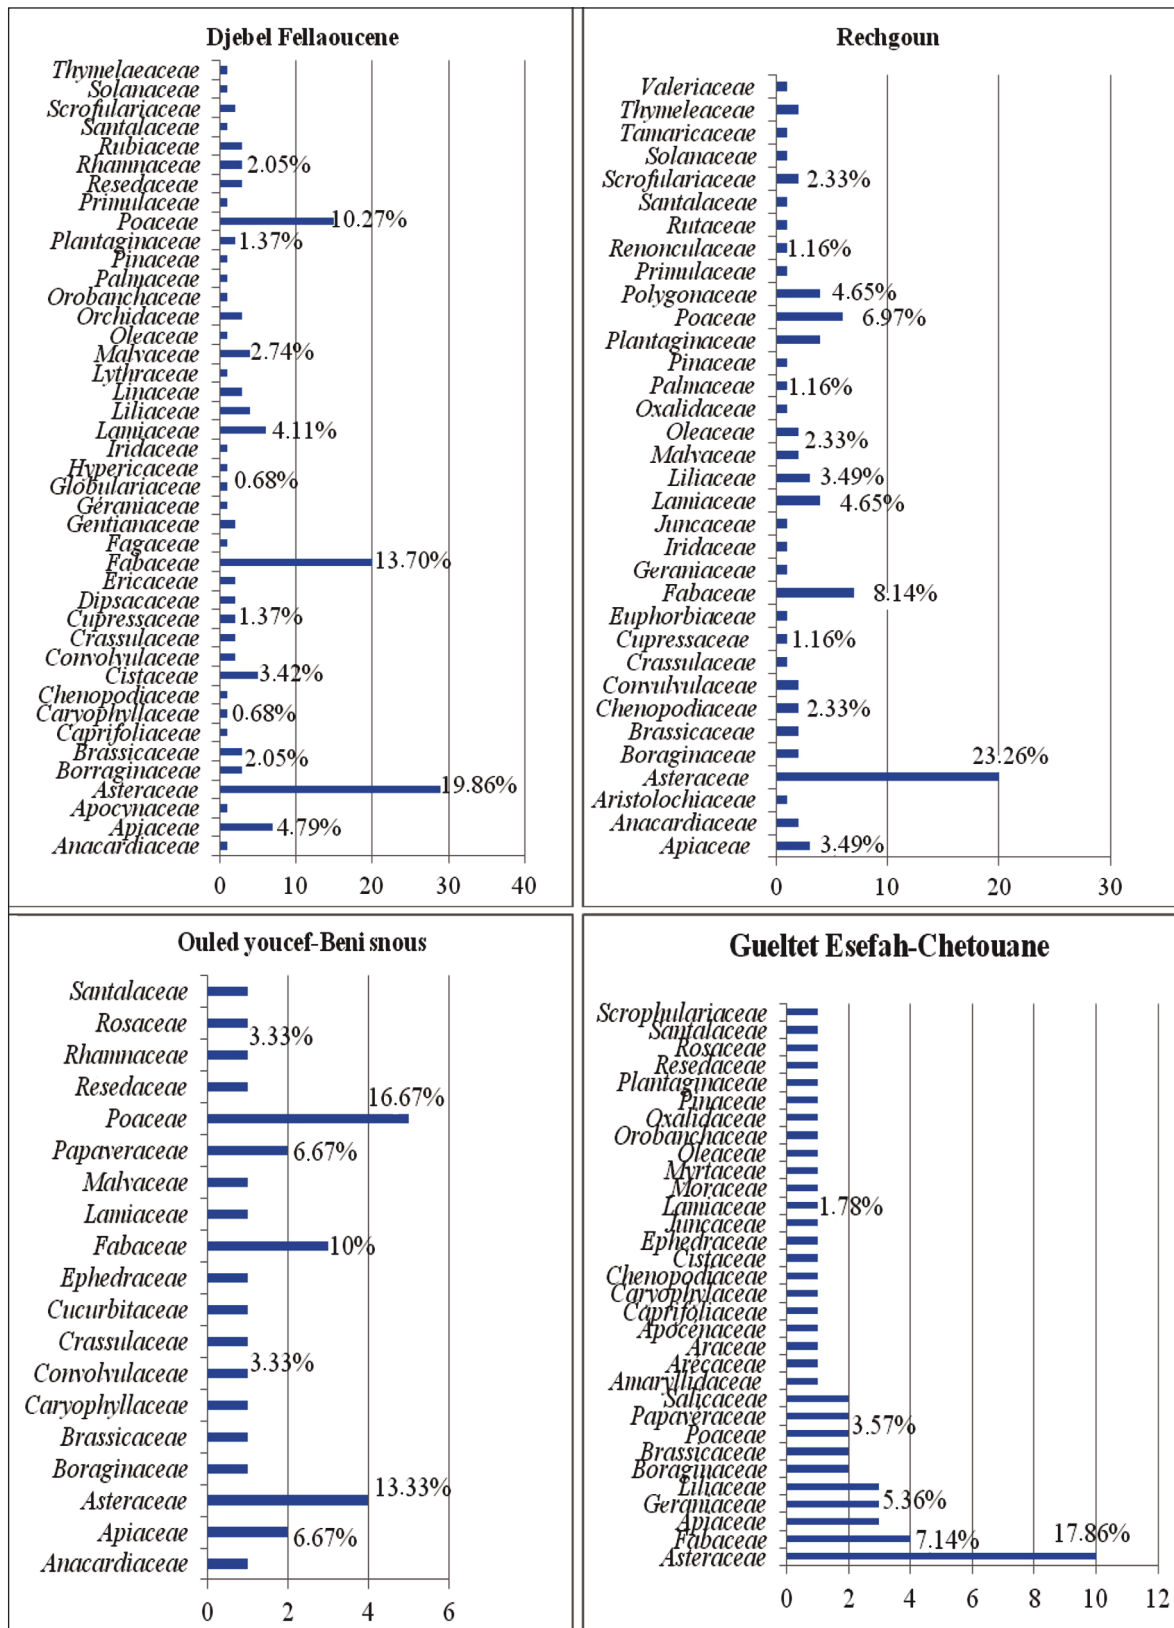 Djebel Fellaoucene
Thymelaeaceae
Solanaceae
Scrofulariaceae
Santalaceae
Rubiaceae
Rhamnaceae 2.05%
Resedaceae
Primulaceae
Poaceae 10.27%
Plantaginaceae 1.37%
Pinaceae
Palmaceae
Orobanchaceae
Orchidaceae
Oleaceae
Malvaceae 2.74%
Lythraceae
Linaceae
Liliaceae
Lamiaceae 4.11%
Iridaceae
Hypericaceae
Globulariaceae 0.68%
Géraniaceae
Gentianaceae
Fagaceae
Fabaceae 13.70%
Ericaceae
Dipsacaceae
Cupressaceae 1.37%
Crassulaceae
Convolvulaceae
Cistaceae 3.42%
Chenopodiaceae
Caryophyllaceae 0.68%
Caprifoliaceae
Brassicaceae
2.05%
Borraginaceae
Asteraceae 19.86%
Apocynaceae
Apiaceae 4.79%
Anacardiaceae
0 10 20 30 40
Rechgoun
Valeriaceae
Thymeleaceae
Tamaricaceae
Solanaceae
Scrofulariaceae 2.33%
Santalaceae
Rutaceae
Renonculaceae 1.16%
Primulaceae
Polygonaceae 4.65%
Poaceae 6.97%
Plantaginaceae
Pinaceae
Palmaceae 1.16%
Oxalidaceae
Oleaceae
2.33%
Malvaceae
Liliaceae 3.49%
Lamiaceae 4.65%
Juncaceae
Iridaceae
Geraniaceae
Fabaceae 8.14%
Euphorbiaceae
Cupressaceae 1.16%
Crassulaceae
Convulvulaceae
Chenopodiaceae 2.33%
Brassicaceae
Boraginaceae 23.26%
Asteraceae
Aristolochiaceae
Anacardiaceae
Apiaceae 3.49%
0 10 20 30
Ouled youcef-Beni snous
Santalaceae
Rosaceae
3.33%
Rhamnaceae
Resedaceae
16.67%
Poaceae
Papaveraceae 6.67%
Malvaceae
Lamiaceae
Fabaceae 10%
Ephedraceae
Cucurbitaceae
Crassulaceae
3.33%
Convolvulaceae
Caryophyllaceae
Brassicaceae
Boraginaceae
13.33%
Asteraceae
Apiaceae 6.67%
Anacardiaceae
0 2 4 6
Gueltet Esefah-Chetouane
Scrophulariaceae
Santalaceae
Rosaceae
Resedaceae
Plantaginaceae
Pinaceae
Oxalidaceae
Orobanchaceae
Oleaceae
Myrtaceae
Moraceae
Lamiaceae 1.78%
Juncaceae
Ephedraceae
Cistaceae
Chenopodiaceae
Caryophylaceae
Caprifoliaceae
Apocenaceae
Araceae
Arecaceae
Amaryllidaceae
Salicaceae
Papaveraceae
3.57%
Poaceae
Brassicaceae
Boraginaceae
Liliaceae
Geraniaceae 5.36%
Apiaceae
Fabaceae 7.14% 17.86%
Asteraceae
0 2 4 6 8 10 12